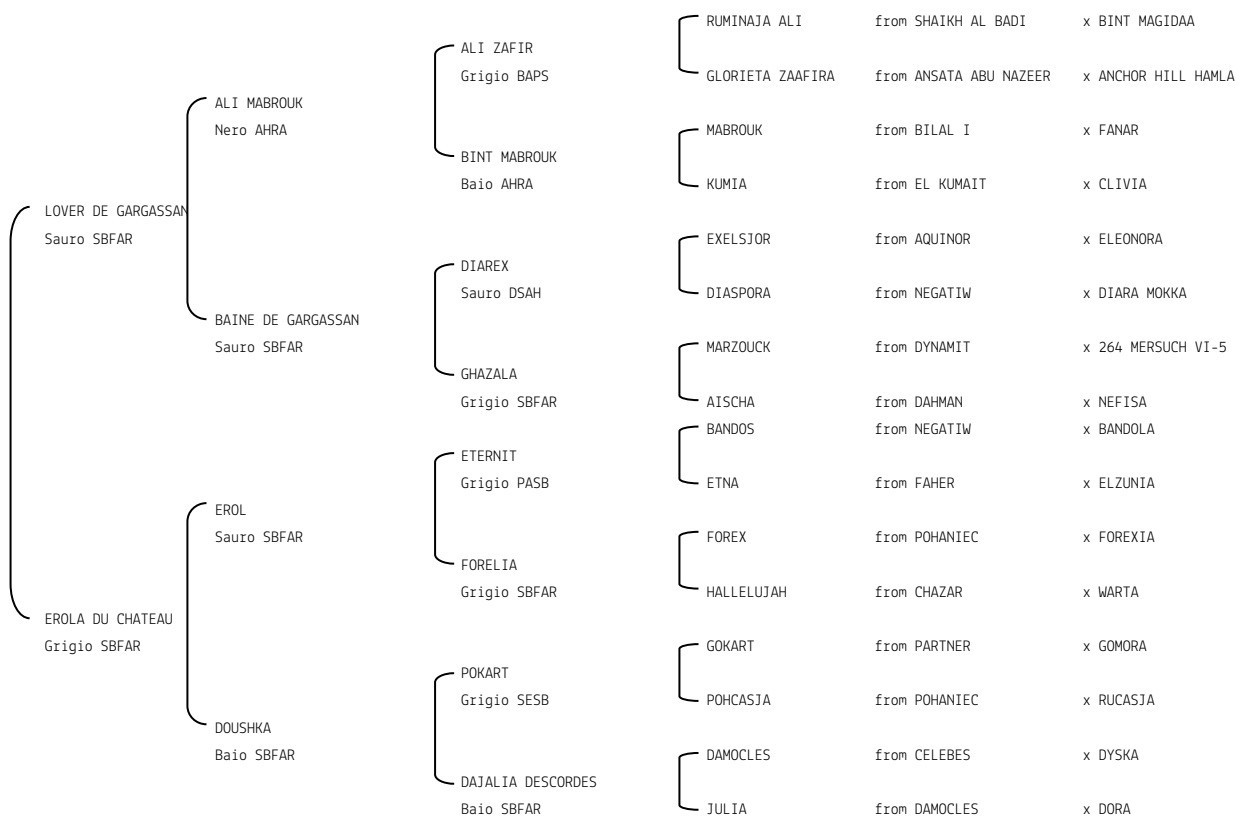 RUMINAJA ALI from SHAIKH AL BADI x BINT MAGIDAA
ALI ZAFIR
Grigio BAPS
GLORIETA ZAAFIRA from ANSATA ABU NAZEER x ANCHOR HILL HAMLA
ALI MABROUK
Nero AHRA
MABROUK from BILAL I x FANAR
BINT MABROUK
Baio AHRA
KUMIA from EL KUMAIT x CLIVIA
LOVER DE GARGASSAN
Sauro SBFAR
EXELSJOR from AQUINOR x ELEONORA
DIAREX
Sauro DSAH
DIASPORA from NEGATIW x DIARA MOKKA
BAINE DE GARGASSAN
Sauro SBFAR
MARZOUCK from DYNAMIT x 264 MERSUCH VI-5
GHAZALA
Grigio SBFAR
AISCHA from DAHMAN x NEFISA
BANDOS from NEGATIW x BANDOLA
ETERNIT
Grigio PASB
ETNA from FAHER x ELZUNIA
EROL
Sauro SBFAR
FOREX from POHANIEC x FOREXIA
FORELIA
Grigio SBFAR
HALLELUJAH from CHAZAR x WARTA
EROLA DU CHATEAU
Grigio SBFAR
GOKART from PARTNER x GOMORA
POKART
Grigio SESB
POHCASJA from POHANIEC x RUCASJA
DOUSHKA
Baio SBFAR
DAMOCLES from CELEBES x DYSKA
DAJALIA DESCORDES
Baio SBFAR
JULIA from DAMOCLES x DORA